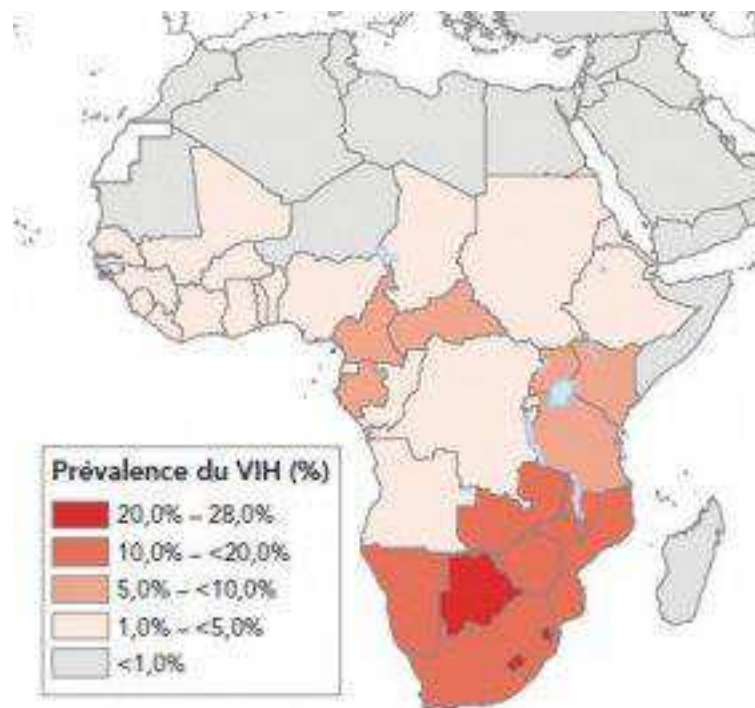 Prévalence du VIH (%)
20,0% – 28,0%
10,0% – <20,0%
5,0% – <10,0%
1,0% – <5,0%
<1,0%